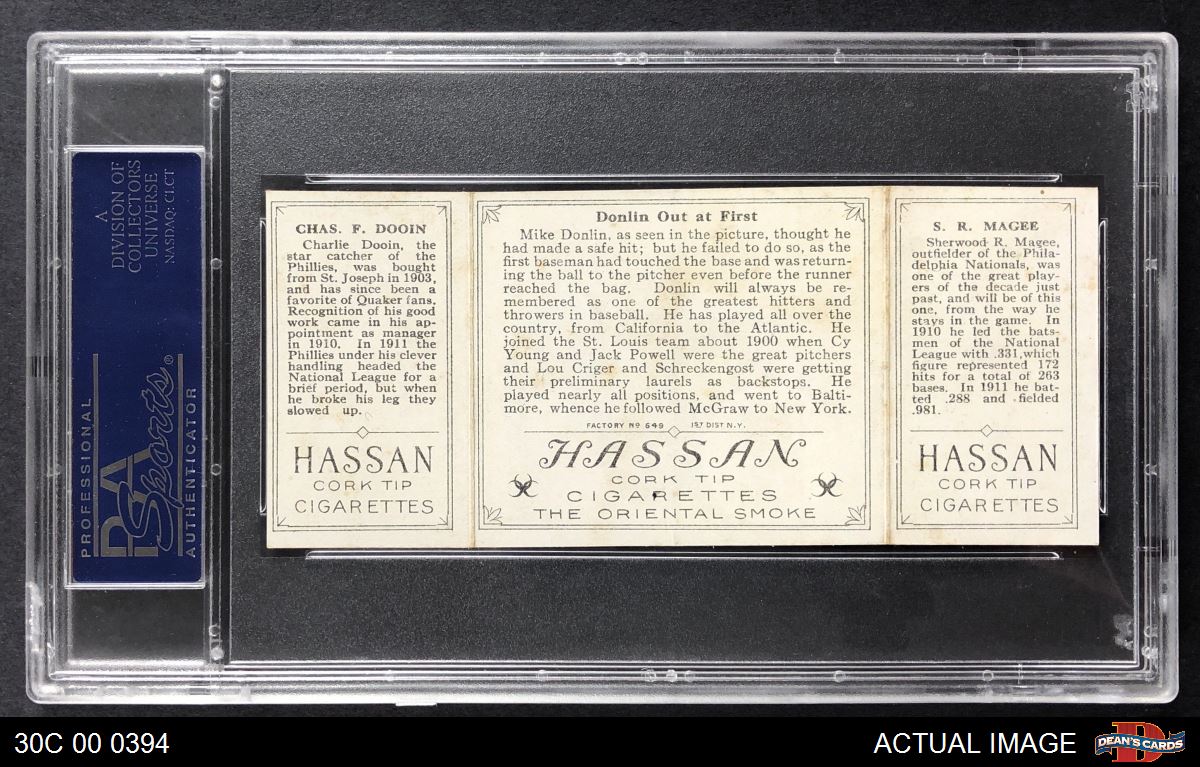 A
DIVISION OF
COLLECTORS
UNIVERSE
NASDAQ: CLCT
PROFESSIONAL
PSA
Sports®
AUTHENTICATOR
CHAS. F. DOOIN
Charlie Dooin, the
star catcher of the
Phillies, was bought
from St. Joseph in 1903,
and has since been a
favorite of Quaker fans.
Recognition of his good
work came in his ap-
pointment as manager
in 1910. In 1911 the
Phillies under his clever
handling headed the
National League for a
brief period, but when
he broke his leg they
slowed up.
HASSAN
CORK TIP
CIGARETTES
Donlin Out at First
Mike Donlin, as seen in the picture, thought he
had made a safe hit; but he failed to do so, as the
first baseman had touched the base and was return-
ing the ball to the pitcher even before the runner
reached the bag. Donlin will always be re-
membered as one of the greatest hitters and
throwers in baseball. He has played all over the
country, from California to the Atlantic. He
joined the St. Louis team about 1900 when Cy
Young and Jack Powell were the great pitchers
and Lou Criger and Schreckengost were getting
their preliminary laurels as backstops. He
played nearly all positions, and went to Balti-
more, whence he followed McGraw to New York.
FACTORY Nº 649 1ST DIST N.Y.
HASSAN
CORK TIP
CIGARETTES
THE ORIENTAL SMOKE
S. R. MAGEE
Sherwood R. Magee,
outfielder of the Phila-
delphia Nationals, was
one of the great play-
ers of the decade just
past, and will be of this
one, from the way he
stays in the game. In
1910 he led the bats-
men of the National
League with .331,which
figure represented 172
hits for a total of 263
bases. In 1911 he bat-
ted .288 and fielded
.981.
HASSAN
CORK TIP
CIGARETTES
30C 00 0394
ACTUAL IMAGE
DEAN'S CARDS